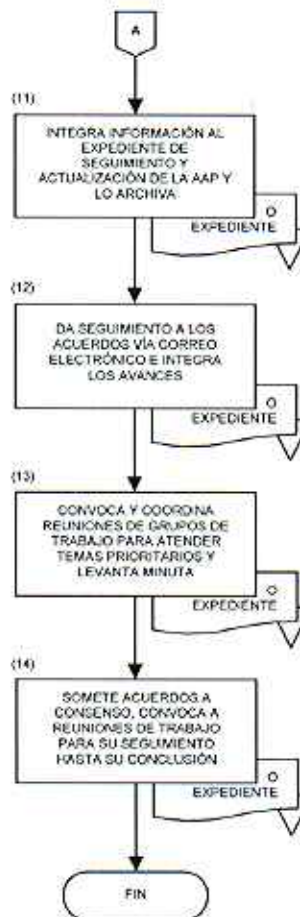 A
(11)
INTEGRA INFORMACIÓN AL
EXPEDIENTE DE
SEGUIMIENTO Y
ACTUALIZACIÓN DE LA AAP Y
LO ARCHIVA
O
EXPEDIENTE
(12)
DA SEGUIMIENTO A LOS
ACUERDOS VÍA CORREO
ELECTRÓNICO E INTEGRA
LOS AVANCES
O
EXPEDIENTE
(13)
CONVOCA Y COORDINA
REUNIONES DE GRUPOS DE
TRABAJO PARA ATENDER
TEMAS PRIORITARIOS Y
LEVANTA MINUTA
O
EXPEDIENTE
(14)
SOMETE ACUERDOS A
CONSENSO, CONVOCA A
REUNIONES DE TRABAJO
PARA SU SEGUIMIENTO
HASTA SU CONCLUSIÓN
O
EXPEDIENTE
FIN